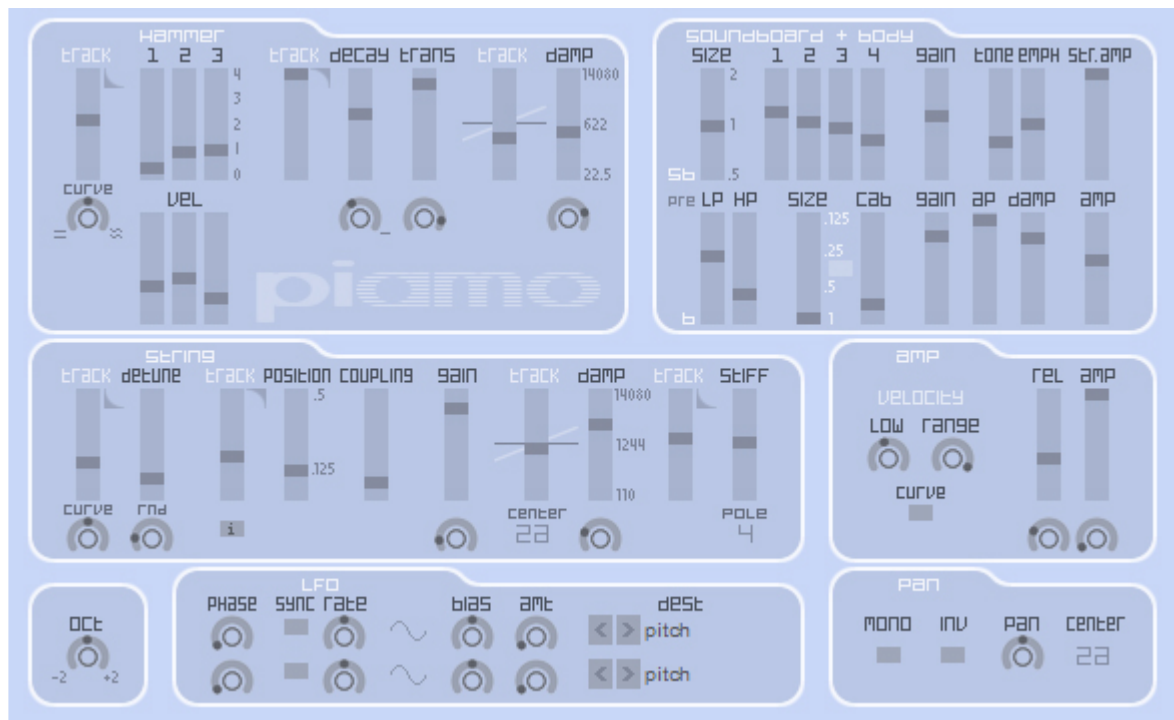 Hammer
track 1 2 3 track decay trans track damp
4 3 2 1 0
14080 622 22.5
curve
vel
= ≈ –
piamo
soundboard + body
size 1 2 3 4 gain tone emph str.amp
2 1 .5
sb
pre LP HP size cab gain ap damp amp
.125 .25 .5 1
b
string
track detune track position coupling gain track damp track stiff
.5 .125
14080 1244 110
curve rnd center pole
i 2a 4
amp
velocity
low range rel amp
curve
oct
-2 +2
LFO
phase sync rate bias amt dest
< > pitch
< > pitch
pan
mono inv pan center
2a